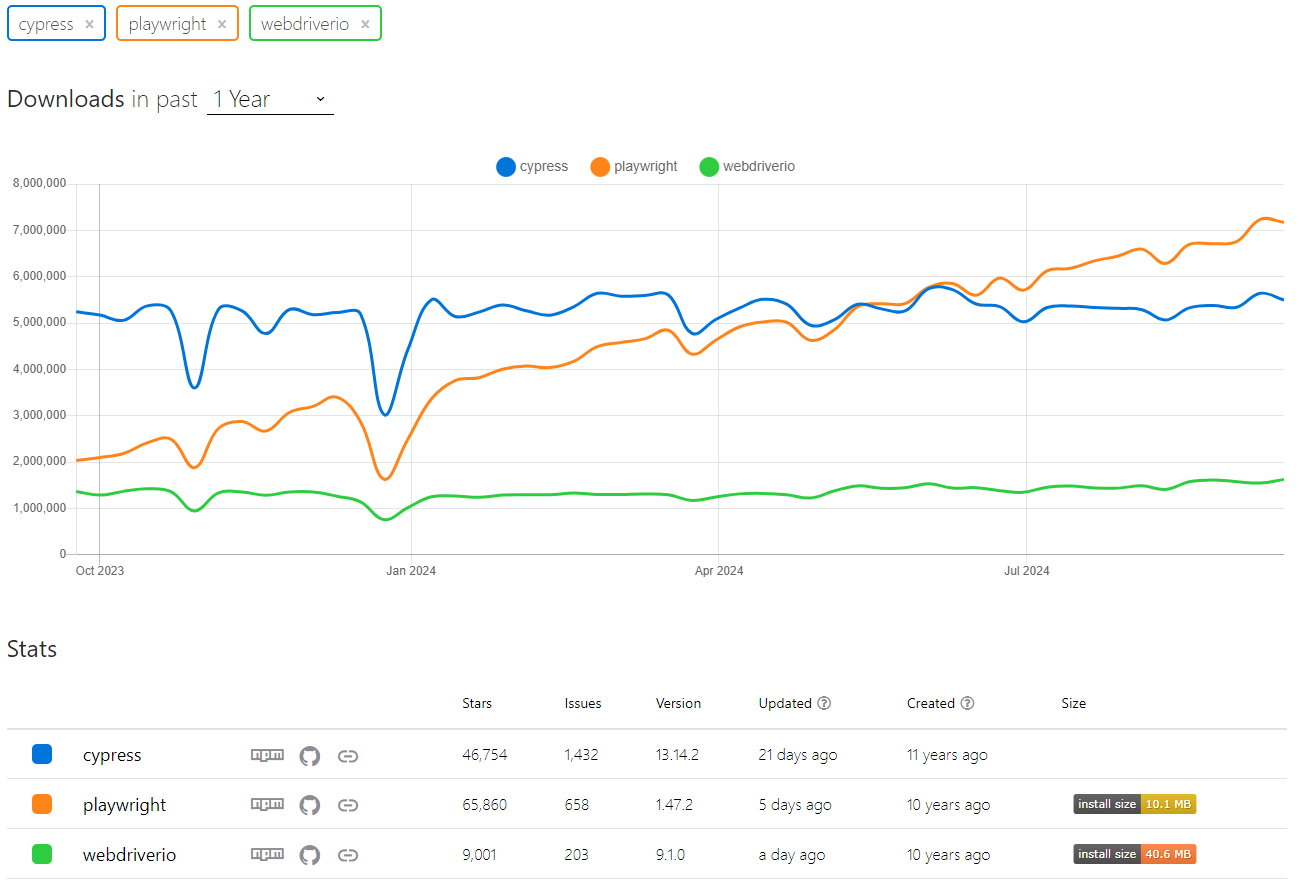 cypress × playwright × webdriverio ×
Downloads in past 1 Year
cypress playwright webdriverio
8,000,000
7,000,000
6,000,000
5,000,000
4,000,000
3,000,000
2,000,000
1,000,000
0
Oct 2023 Jan 2024 Apr 2024 Jul 2024
Stats
Stars Issues Version Updated ? Created ? Size
cypress npm 46,754 1,432 13.14.2 21 days ago 11 years ago
playwright npm 65,860 658 1.47.2 5 days ago 10 years ago install size 10.1 MB
webdriverio npm 9,001 203 9.1.0 a day ago 10 years ago install size 40.6 MB